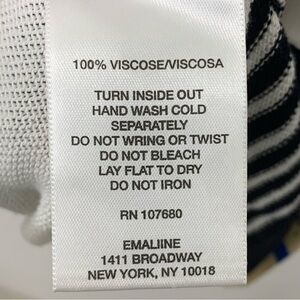 100% VISCOSE/VISCOSA
TURN INSIDE OUT
HAND WASH COLD
SEPARATELY
DO NOT WRING OR TWIST
DO NOT BLEACH
LAY FLAT TO DRY
DO NOT IRON
RN 107680
EMALIINE
1411 BROADWAY
NEW YORK, NY 10018